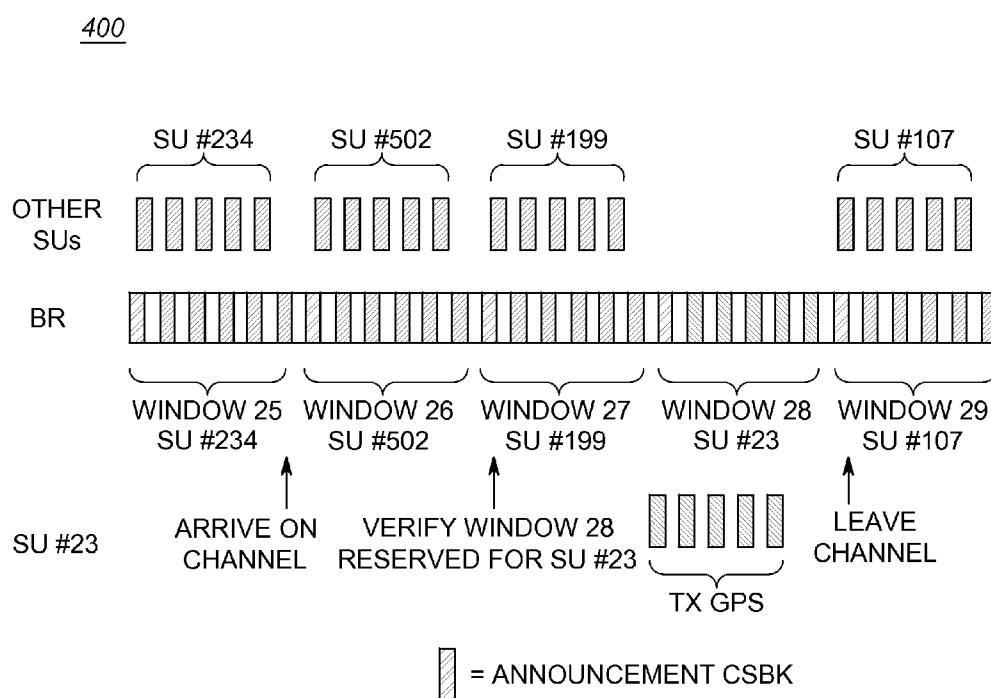 400
SU #234
SU #502
SU #199
SU #107
OTHER
SUs
BR
WINDOW 25
SU #234
WINDOW 26
SU #502
WINDOW 27
SU #199
WINDOW 28
SU #23
WINDOW 29
SU #107
SU #23
ARRIVE ON
CHANNEL
VERIFY WINDOW 28
RESERVED FOR SU #23
TX GPS
LEAVE
CHANNEL
= ANNOUNCEMENT CSBK